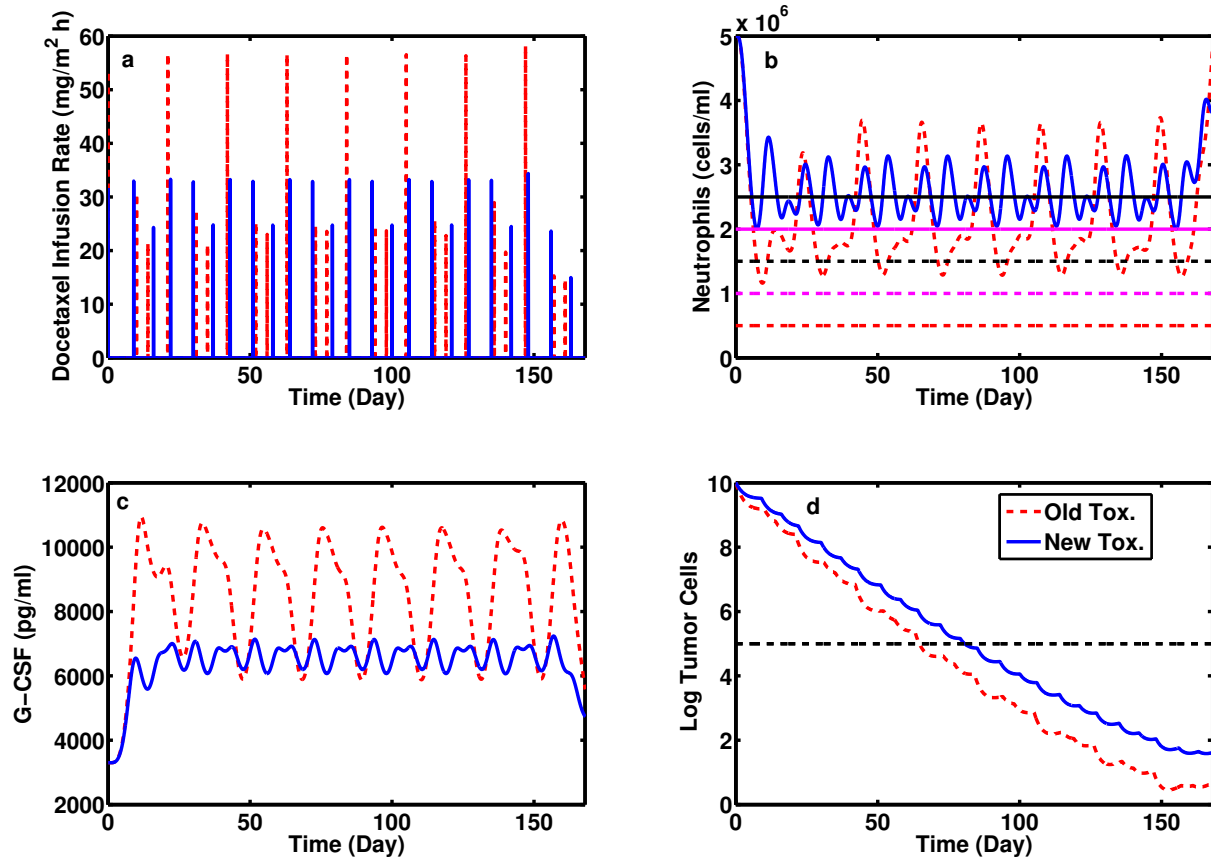 a
Docetaxel Infusion Rate (mg/m² h)
60
50
40
30
20
10
0
0 50 100 150
Time (Day)
x 10⁶
b
Neutrophils (cells/ml)
5
4
3
2
1
0
0 50 100 150
Time (Day)
c
G−CSF (pg/ml)
12000
10000
8000
6000
4000
2000
0 50 100 150
Time (Day)
d
Old Tox.
New Tox.
Log Tumor Cells
10
8
6
4
2
0
0 50 100 150
Time (Day)